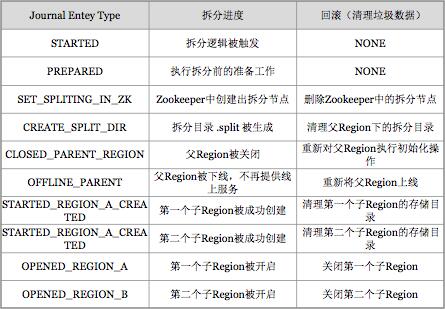 Journal Entey Type 拆分进度 回滚（清理垃圾数据）
STARTED 拆分逻辑被触发 NONE
PREPARED 执行拆分前的准备工作 NONE
SET_SPLITING_IN_ZK Zookeeper中创建出拆分节点 删除Zookeeper中的拆分节点
CREATE_SPLIT_DIR 拆分目录 .split 被生成 清理父Region下的拆分目录
CLOSED_PARENT_REGION 父Region被关闭 重新对父Region执行初始化操
作
OFFLINE_PARENT 父Region被下线，不再提供线
上服务 重新将父Region上线
STARTED_REGION_A_CREA
TED 第一个子Region被成功创建 清理第一个子Region的存储目
录
STARTED_REGION_A_CREA
TED 第二个子Region被成功创建 清理第二个子Region的存储目
录
OPENED_REGION_A 第一个子Region被开启 关闭第一个子Region
OPENED_REGION_B 第二个子Region被开启 关闭第二个子Region